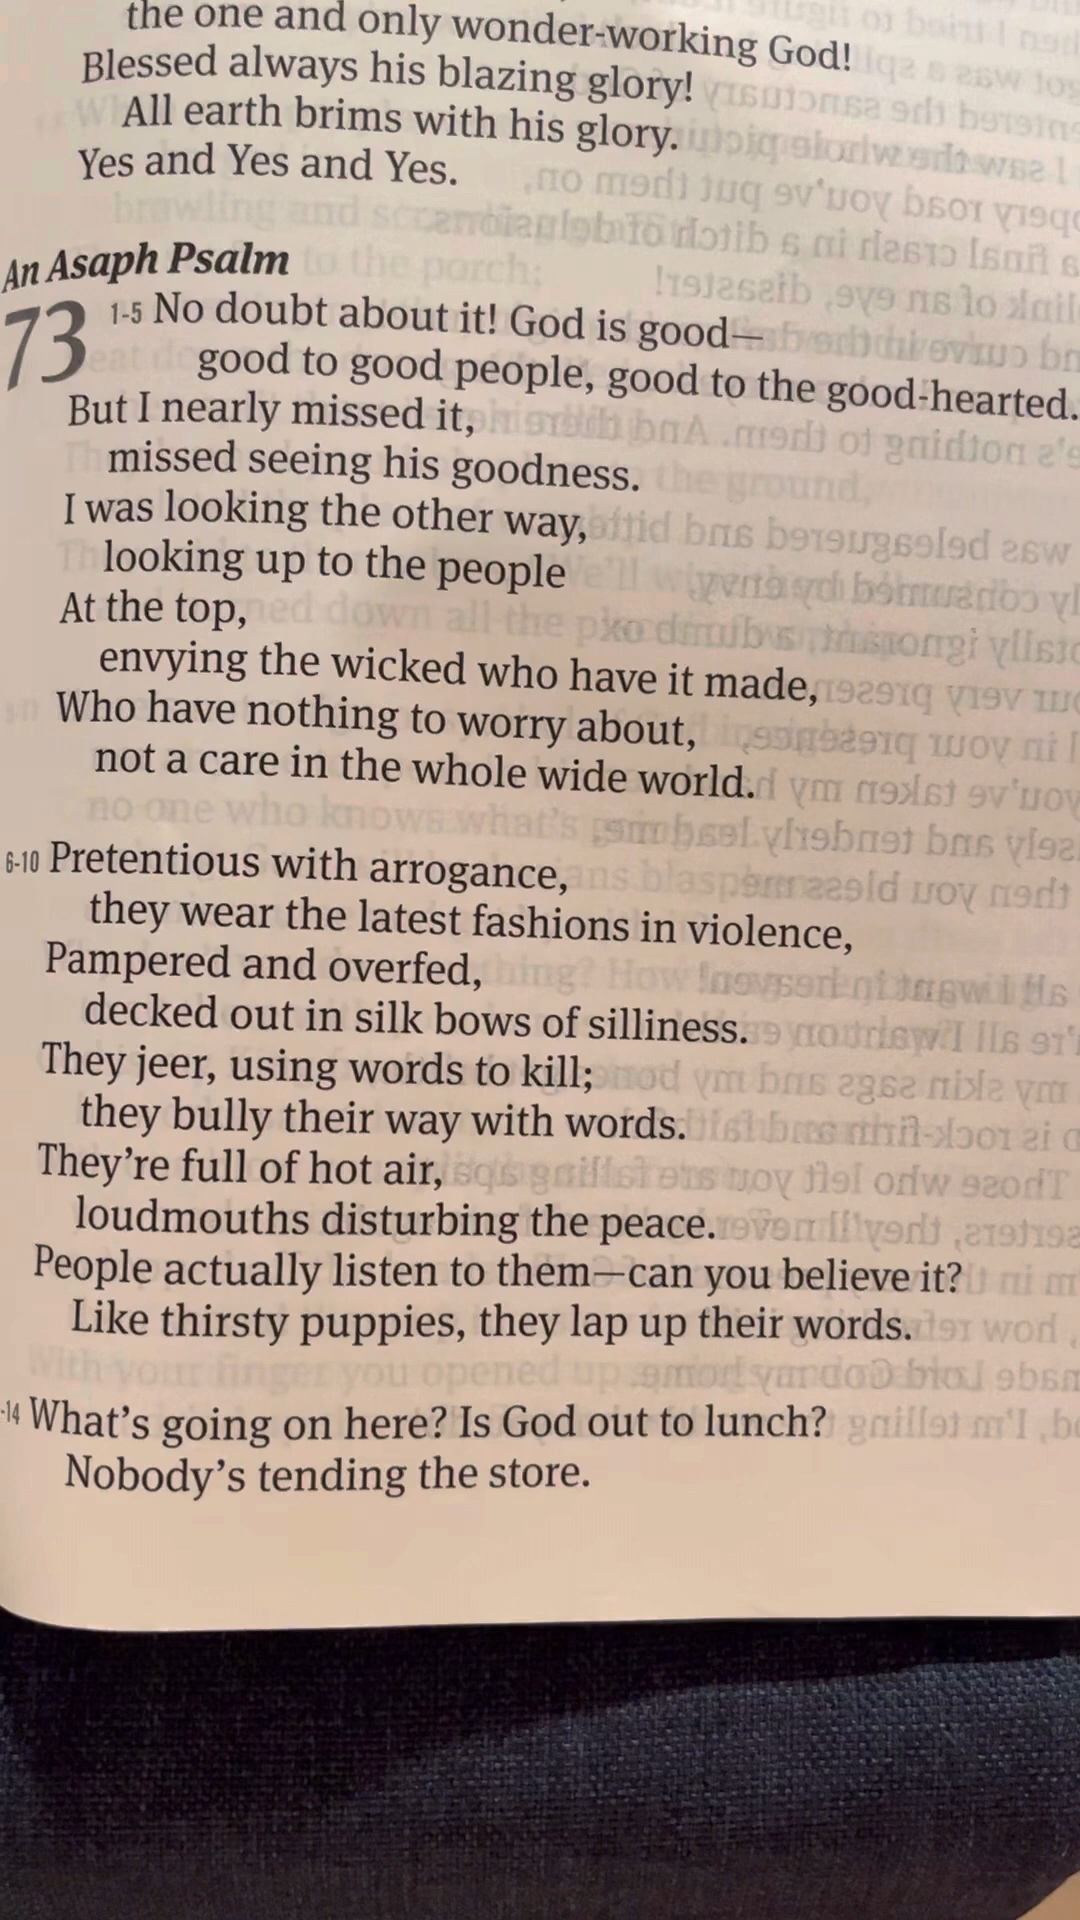 the one and only wonder-working God!
Blessed always his blazing glory!
All earth brims with his glory.
Yes and Yes and Yes.
An Asaph Psalm
73 1-5 No doubt about it! God is good—
good to good people, good to the good-hearted.
But I nearly missed it,
missed seeing his goodness.
I was looking the other way,
looking up to the people
At the top,
envying the wicked who have it made,
Who have nothing to worry about,
not a care in the whole wide world.
6-10 Pretentious with arrogance,
they wear the latest fashions in violence,
Pampered and overfed,
decked out in silk bows of silliness.
They jeer, using words to kill;
they bully their way with words.
They're full of hot air,
loudmouths disturbing the peace.
People actually listen to them—can you believe it?
Like thirsty puppies, they lap up their words.
-14 What's going on here? Is God out to lunch?
Nobody's tending the store.